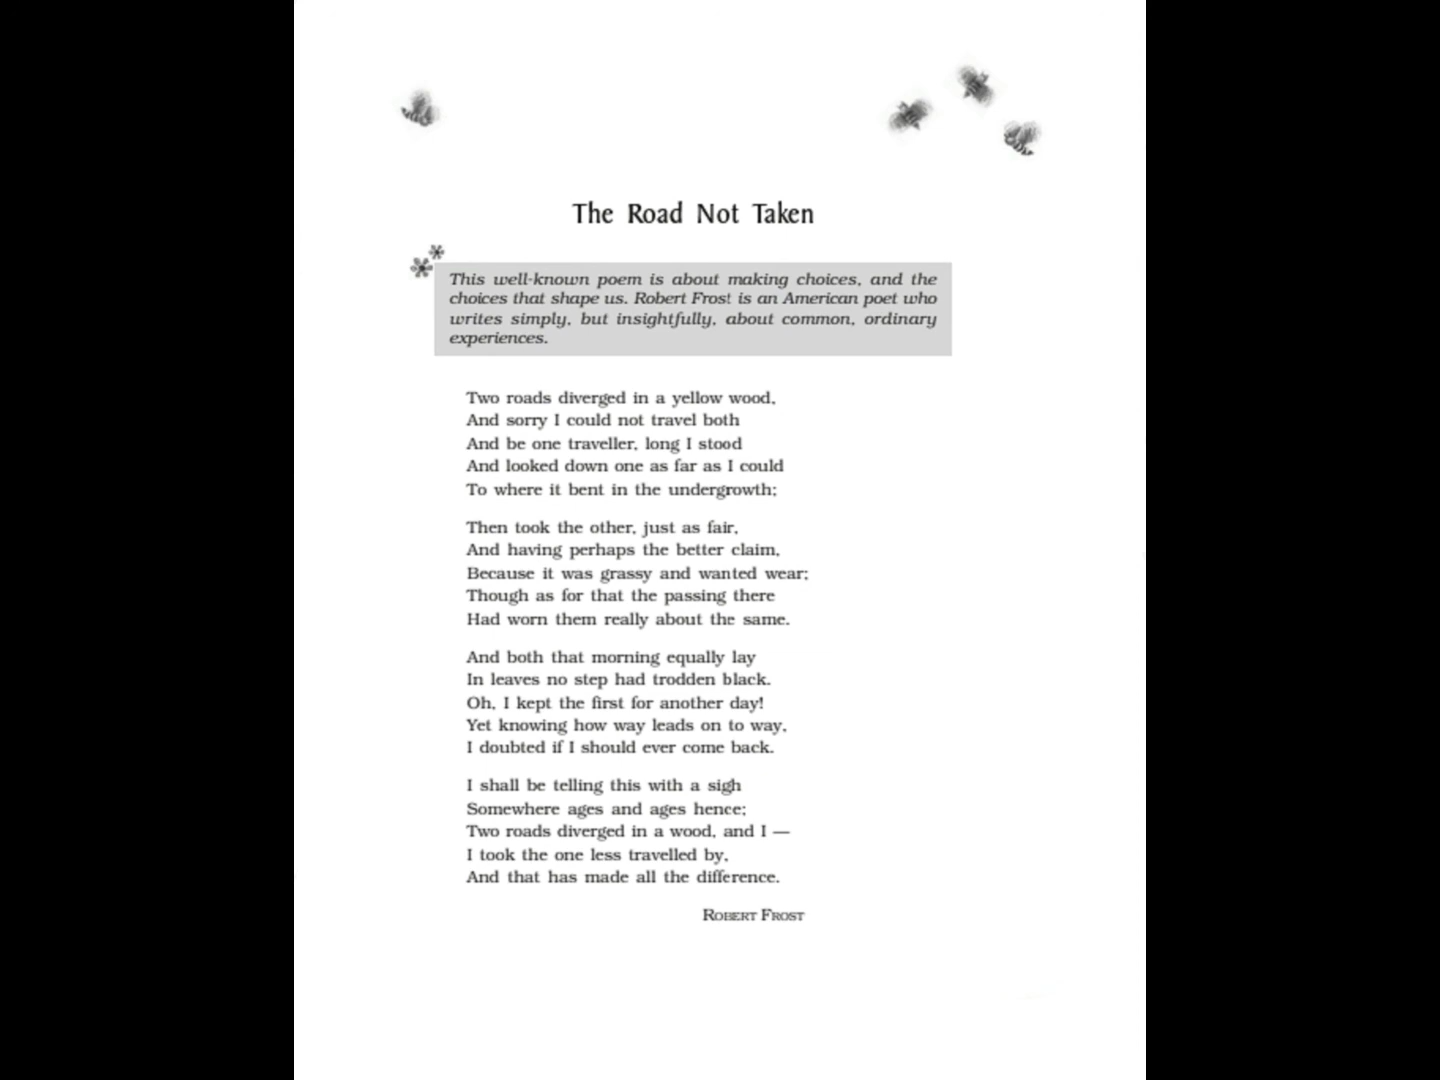 The Road Not Taken
This well-known poem is about making choices, and the
choices that shape us. Robert Frost is an American poet who
writes simply, but insightfully, about common, ordinary
experiences.
Two roads diverged in a yellow wood,
And sorry I could not travel both
And be one traveller, long I stood
And looked down one as far as I could
To where it bent in the undergrowth;
Then took the other, just as fair,
And having perhaps the better claim,
Because it was grassy and wanted wear;
Though as for that the passing there
Had worn them really about the same.
And both that morning equally lay
In leaves no step had trodden black.
Oh, I kept the first for another day!
Yet knowing how way leads on to way,
I doubted if I should ever come back.
I shall be telling this with a sigh
Somewhere ages and ages hence;
Two roads diverged in a wood, and I —
I took the one less travelled by,
And that has made all the difference.
ROBERT FROST